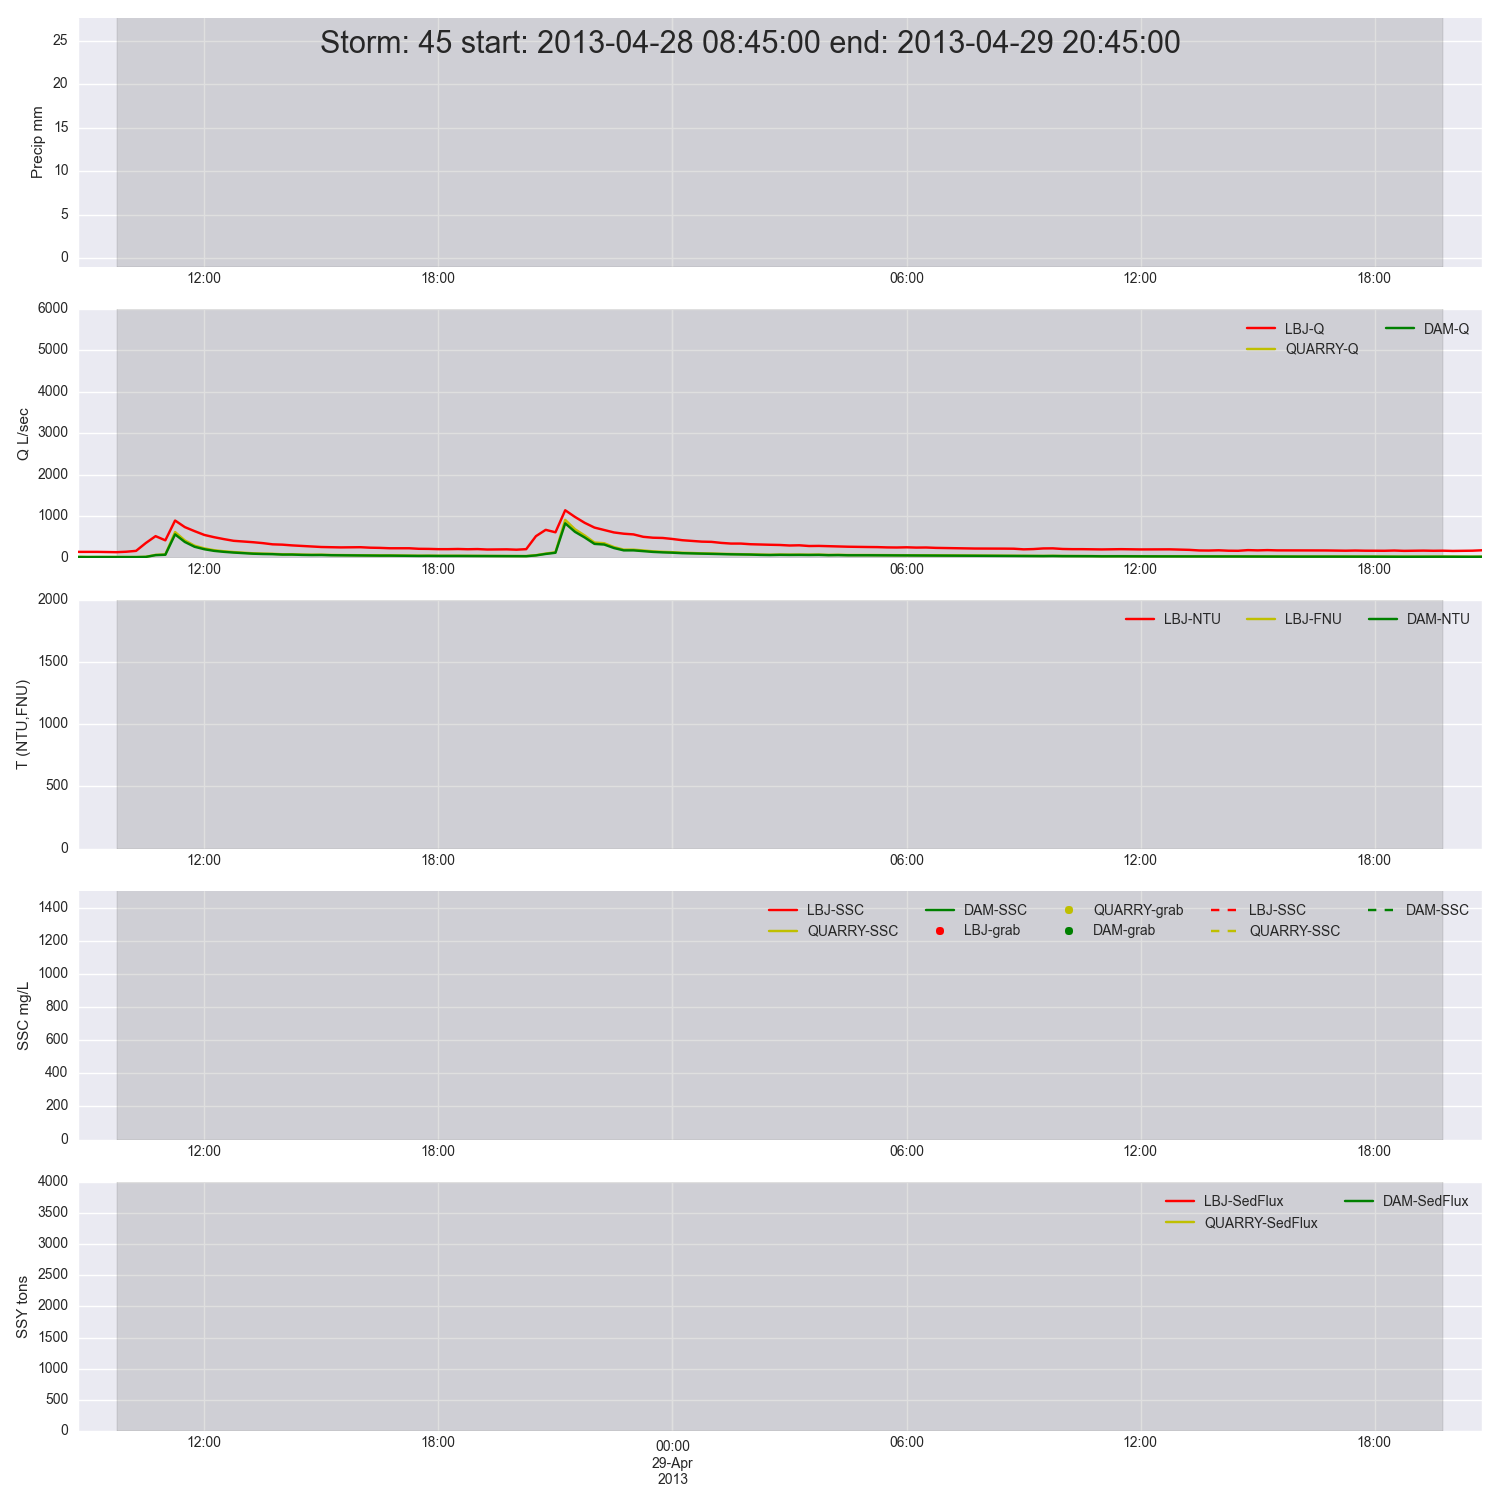 Storm: 45 start: 2013-04-28 08:45:00 end: 2013-04-29 20:45:00
Precip mm
25
20
15
10
5
0
12:00 18:00 06:00 12:00 18:00
Q L/sec
6000
5000
4000
3000
2000
1000
0
LBJ-Q DAM-Q
QUARRY-Q
12:00 18:00 06:00 12:00 18:00
T (NTU,FNU)
2000
1500
1000
500
0
LBJ-NTU LBJ-FNU DAM-NTU
12:00 18:00 06:00 12:00 18:00
SSC mg/L
1400
1200
1000
800
600
400
200
0
LBJ-SSC DAM-SSC QUARRY-grab LBJ-SSC DAM-SSC
QUARRY-SSC LBJ-grab DAM-grab QUARRY-SSC
12:00 18:00 06:00 12:00 18:00
SSY tons
4000
3500
3000
2500
2000
1500
1000
500
0
LBJ-SedFlux DAM-SedFlux
QUARRY-SedFlux
12:00 18:00 00:00 06:00 12:00 18:00
29-Apr
2013